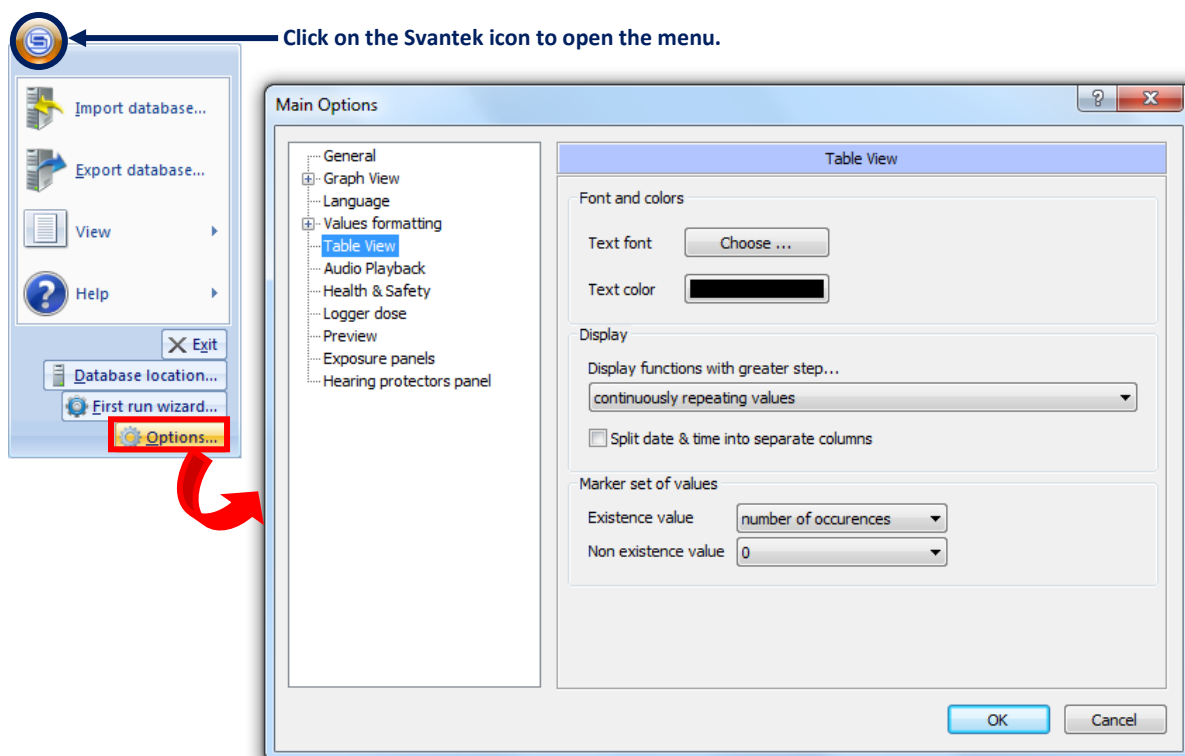 Click on the Svantek icon to open the menu.
Import database...
Export database...
View
Help
Exit
Database location...
First run wizard...
Options...
Main Options
General
Graph View
Language
Values formatting
Table View
Audio Playback
Health & Safety
Logger dose
Preview
Exposure panels
Hearing protectors panel
Table View
Font and colors
Text font Choose ...
Text color
Display
Display functions with greater step...
continuously repeating values
Split date & time into separate columns
Marker set of values
Existence value number of occurences
Non existence value 0
OK Cancel